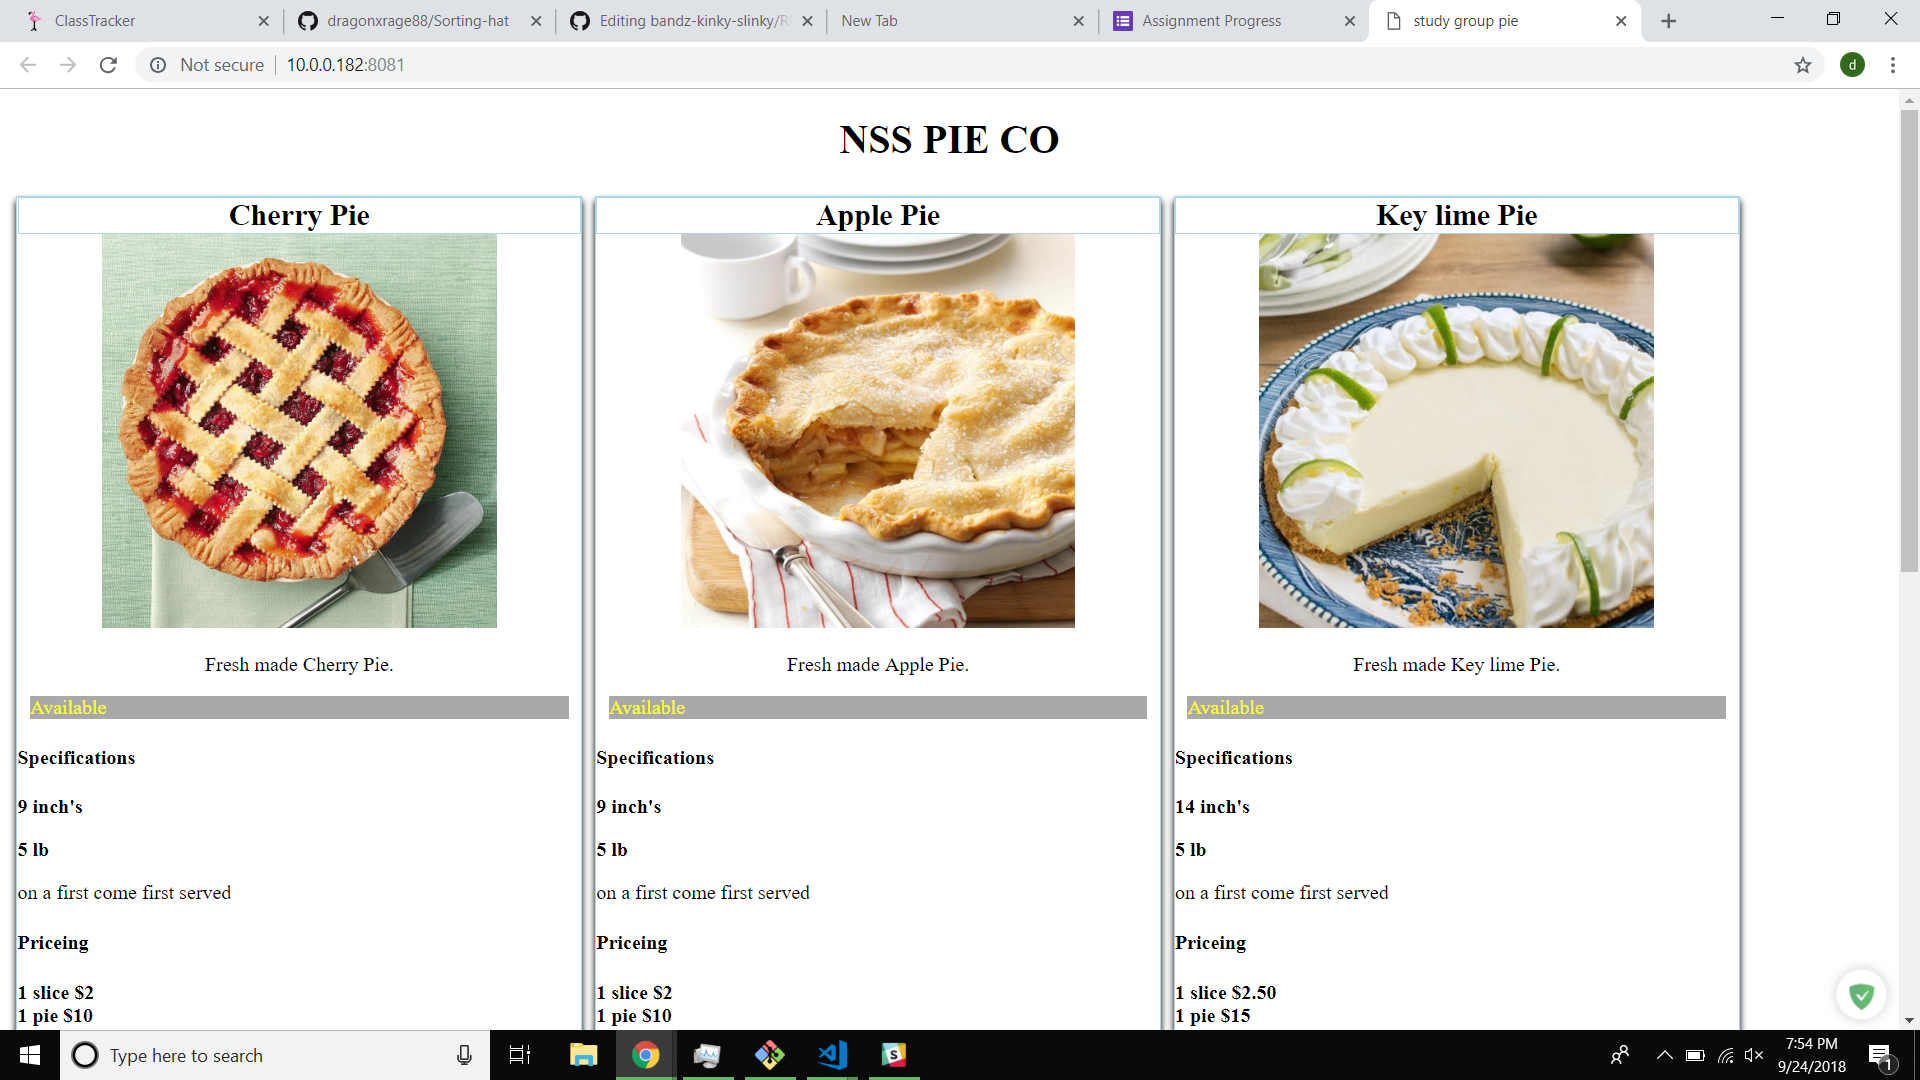 ClassTracker
dragonxrage88/Sorting-hat
Editing bandz-kinky-slinky/R
New Tab
Assignment Progress
study group pie
Not secure
10.0.0.182:8081
d
NSS PIE CO
Cherry Pie
Fresh made Cherry Pie.
Available
Specifications
9 inch's
5 lb
on a first come first served
Priceing
1 slice $2
1 pie $10
Apple Pie
Fresh made Apple Pie.
Available
Specifications
9 inch's
5 lb
on a first come first served
Priceing
1 slice $2
1 pie $10
Key lime Pie
Fresh made Key lime Pie.
Available
Specifications
14 inch's
5 lb
on a first come first served
Priceing
1 slice $2.50
1 pie $15
Type here to search
7:54 PM
9/24/2018
1